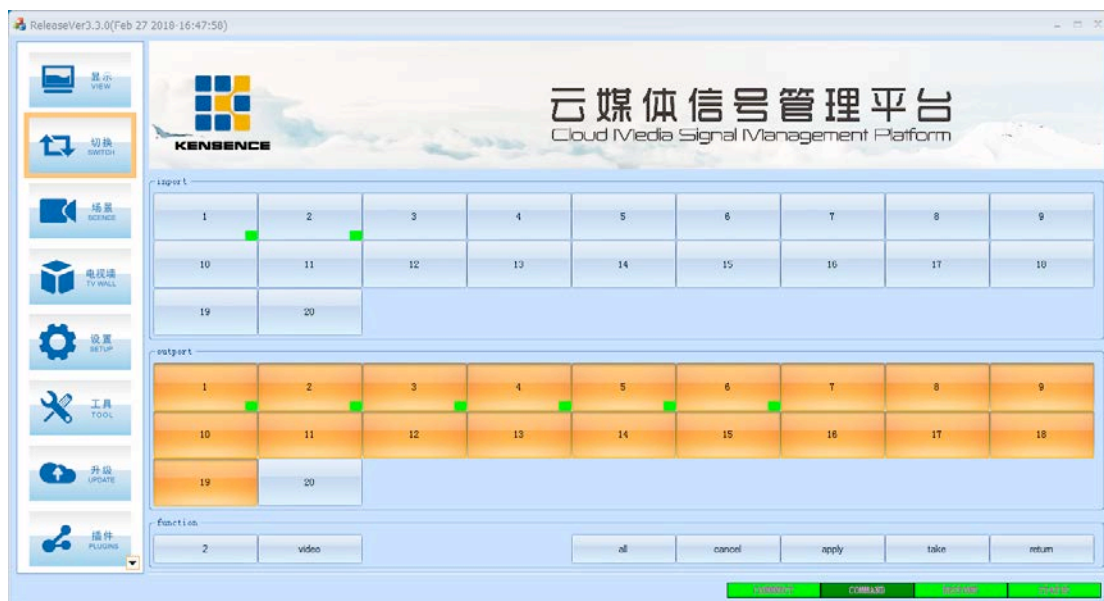 ReleaseVer3.3.0(Feb 27 2018-16:47:58)
显示
VIEW
切换
SWITCH
场景
SCENCE
电视墙
TV WALL
设置
SETUP
工具
TOOL
升级
UPDATE
插件
PLUGINS
KENSENCE
云媒体信号管理平台
Cloud Media Signal Management Platform
inport
1 2 3 4 5 6 7 8 9
10 11 12 13 14 15 16 17 18
19 20
outport
1 2 3 4 5 6 7 8 9
10 11 12 13 14 15 16 17 18
19 20
function
2 video all cancel apply take return
COMMAND